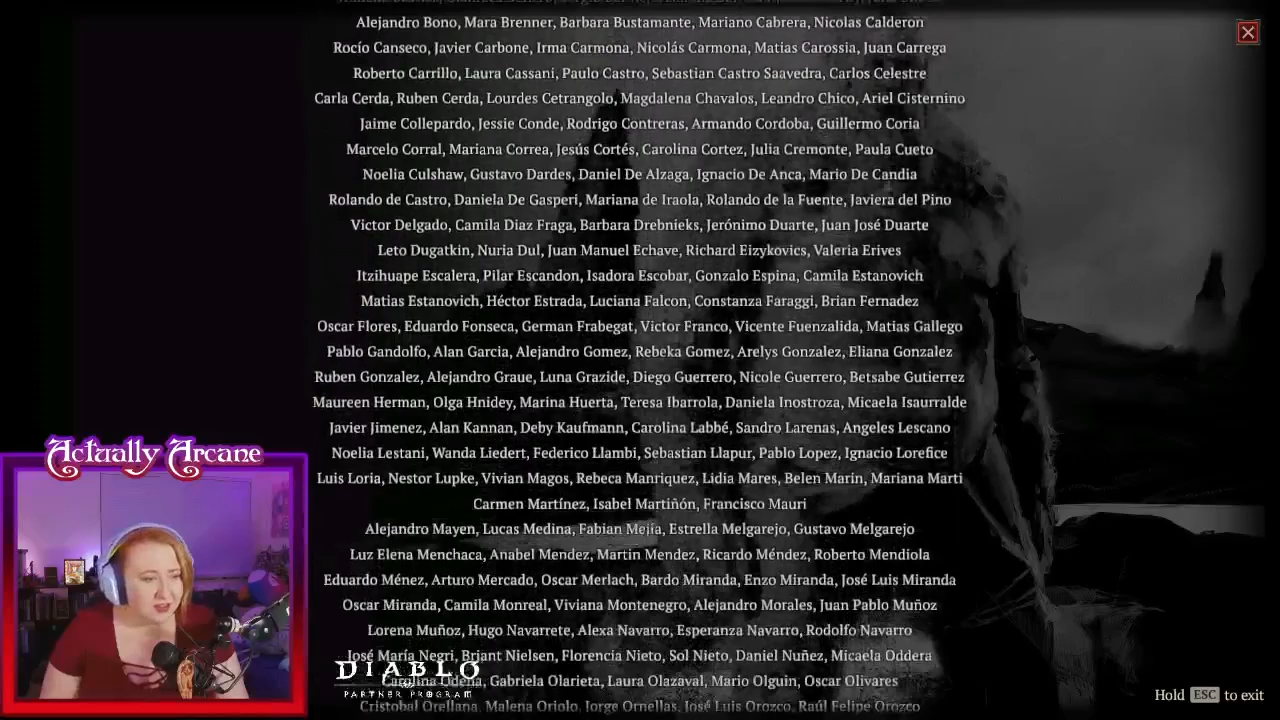 Alejandro Bono, Mara Brenner, Barbara Bustamante, Mariano Cabrera, Nicolas Calderon
Rocío Canseco, Javier Carbone, Irma Carmona, Nicolás Carmona, Matias Carossia, Juan Carrega
Roberto Carrillo, Laura Cassani, Paulo Castro, Sebastian Castro Saavedra, Carlos Celestre
Carla Cerda, Ruben Cerda, Lourdes Cetrangolo, Magdalena Chavalos, Leandro Chico, Ariel Cisternino
Jaime Collepardo, Jessie Conde, Rodrigo Contreras, Armando Cordoba, Guillermo Coria
Marcelo Corral, Mariana Correa, Jesús Cortés, Carolina Cortez, Julia Cremonte, Paula Cueto
Noelia Culshaw, Gustavo Dardes, Daniel De Alzaga, Ignacio De Anca, Mario De Candia
Rolando de Castro, Daniela De Gasperi, Mariana de Iraola, Rolando de la Fuente, Javiera del Pino
Victor Delgado, Camila Diaz Fraga, Barbara Drebnieks, Jerónimo Duarte, Juan José Duarte
Leto Dugatkin, Nuria Dul, Juan Manuel Echave, Richard Eizykovics, Valeria Erives
Itzihuape Escalera, Pilar Escandon, Isadora Escobar, Gonzalo Espina, Camila Estanovich
Matias Estanovich, Héctor Estrada, Luciana Falcon, Constanza Faraggi, Brian Fernadez
Oscar Flores, Eduardo Fonseca, German Frabegat, Victor Franco, Vicente Fuenzalida, Matias Gallego
Pablo Gandolfo, Alan Garcia, Alejandro Gomez, Rebeka Gomez, Arelys Gonzalez, Eliana Gonzalez
Ruben Gonzalez, Alejandro Graue, Luna Grazide, Diego Guerrero, Nicole Guerrero, Betsabe Gutierrez
Maureen Herman, Olga Hnidey, Marina Huerta, Teresa Ibarrola, Daniela Inostroza, Micaela Isaurralde
Javier Jimenez, Alan Kannan, Deby Kaufmann, Carolina Labbé, Sandro Larenas, Angeles Lescano
Noelia Lestani, Wanda Liedert, Federico Llambi, Sebastian Llapur, Pablo Lopez, Ignacio Lorefice
Luis Loria, Nestor Lupke, Vivian Magos, Rebeca Manriquez, Lidia Mares, Belen Marin, Mariana Marti
Carmen Martínez, Isabel Martiñón, Francisco Mauri
Alejandro Mayen, Lucas Medina, Fabian Mejía, Estrella Melgarejo, Gustavo Melgarejo
Luz Elena Menchaca, Anabel Mendez, Martin Mendez, Ricardo Méndez, Roberto Mendiola
Eduardo Ménez, Arturo Mercado, Oscar Merlach, Bardo Miranda, Enzo Miranda, José Luis Miranda
Oscar Miranda, Camila Monreal, Viviana Montenegro, Alejandro Morales, Juan Pablo Muñoz
Lorena Muñoz, Hugo Navarrete, Alexa Navarro, Esperanza Navarro, Rodolfo Navarro
José María Negri, Briant Nielsen, Florencia Nieto, Sol Nieto, Daniel Nuñez, Micaela Oddera
Carolina Odena, Gabriela Olarieta, Laura Olazaval, Mario Olguin, Oscar Olivares
Cristobal Orellana, Malena Oriolo, Jorge Ornellas, José Luis Orozco, Raúl Felipe Orozco
Actually Arcane
DIABLO
PARTNER PROGRAM
Hold ESC to exit